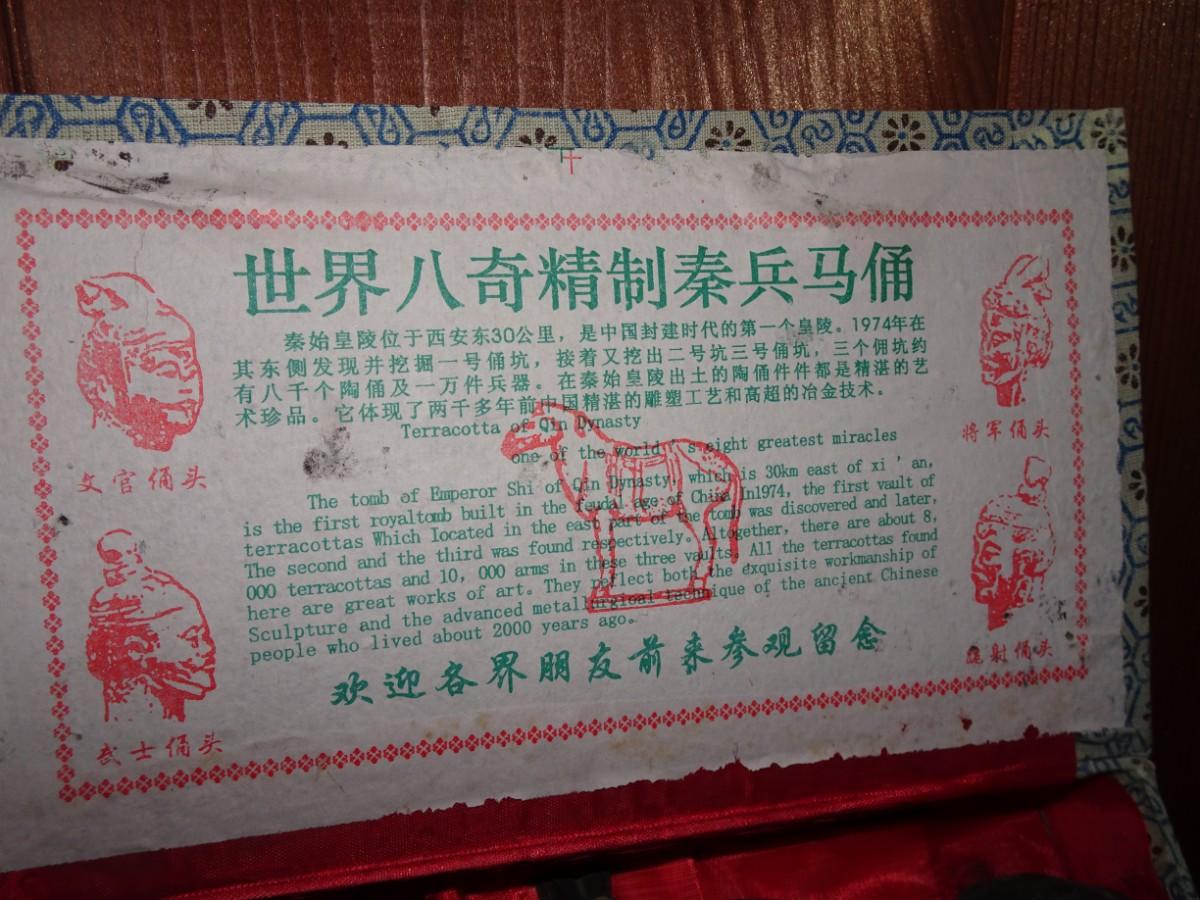 世界八奇精制秦兵马俑
秦始皇陵位于西安东30公里，是中国封建时代的第一个皇陵。1974年在
其东侧发现并挖掘一号俑坑，接着又挖出二号坑三号俑坑，三个俑坑约
有八千个陶俑及一万件兵器。在秦始皇陵出土的陶俑件件都是精湛的艺
术珍品。它体现了两千多年前中国精湛的雕塑工艺和高超的冶金技术．
Terracotta of Qin Dynasty
one of the world ' s eight greatest miracles
The tomb of Emperor Shi of Qin Dynasty, which is 30km east of xi ' an,
is the first royaltomb built in the feudal age of China In1974, the first vault of
terracottas Which located in the east part of the tomb was discovered and later,
The second and the third was found respectively. Altogether, there are about 8,
000 terracottas and 10, 000 arms in these three vaults. All the terracottas found
here are great works of art. They reflect both the exquisite workmanship of
Sculpture and the advanced metallurgical technique of the ancient Chinese
people who lived about 2000 years ago.
欢迎各界朋友前来参观留念
文官俑头
武士俑头
将军俑头
跪射俑头